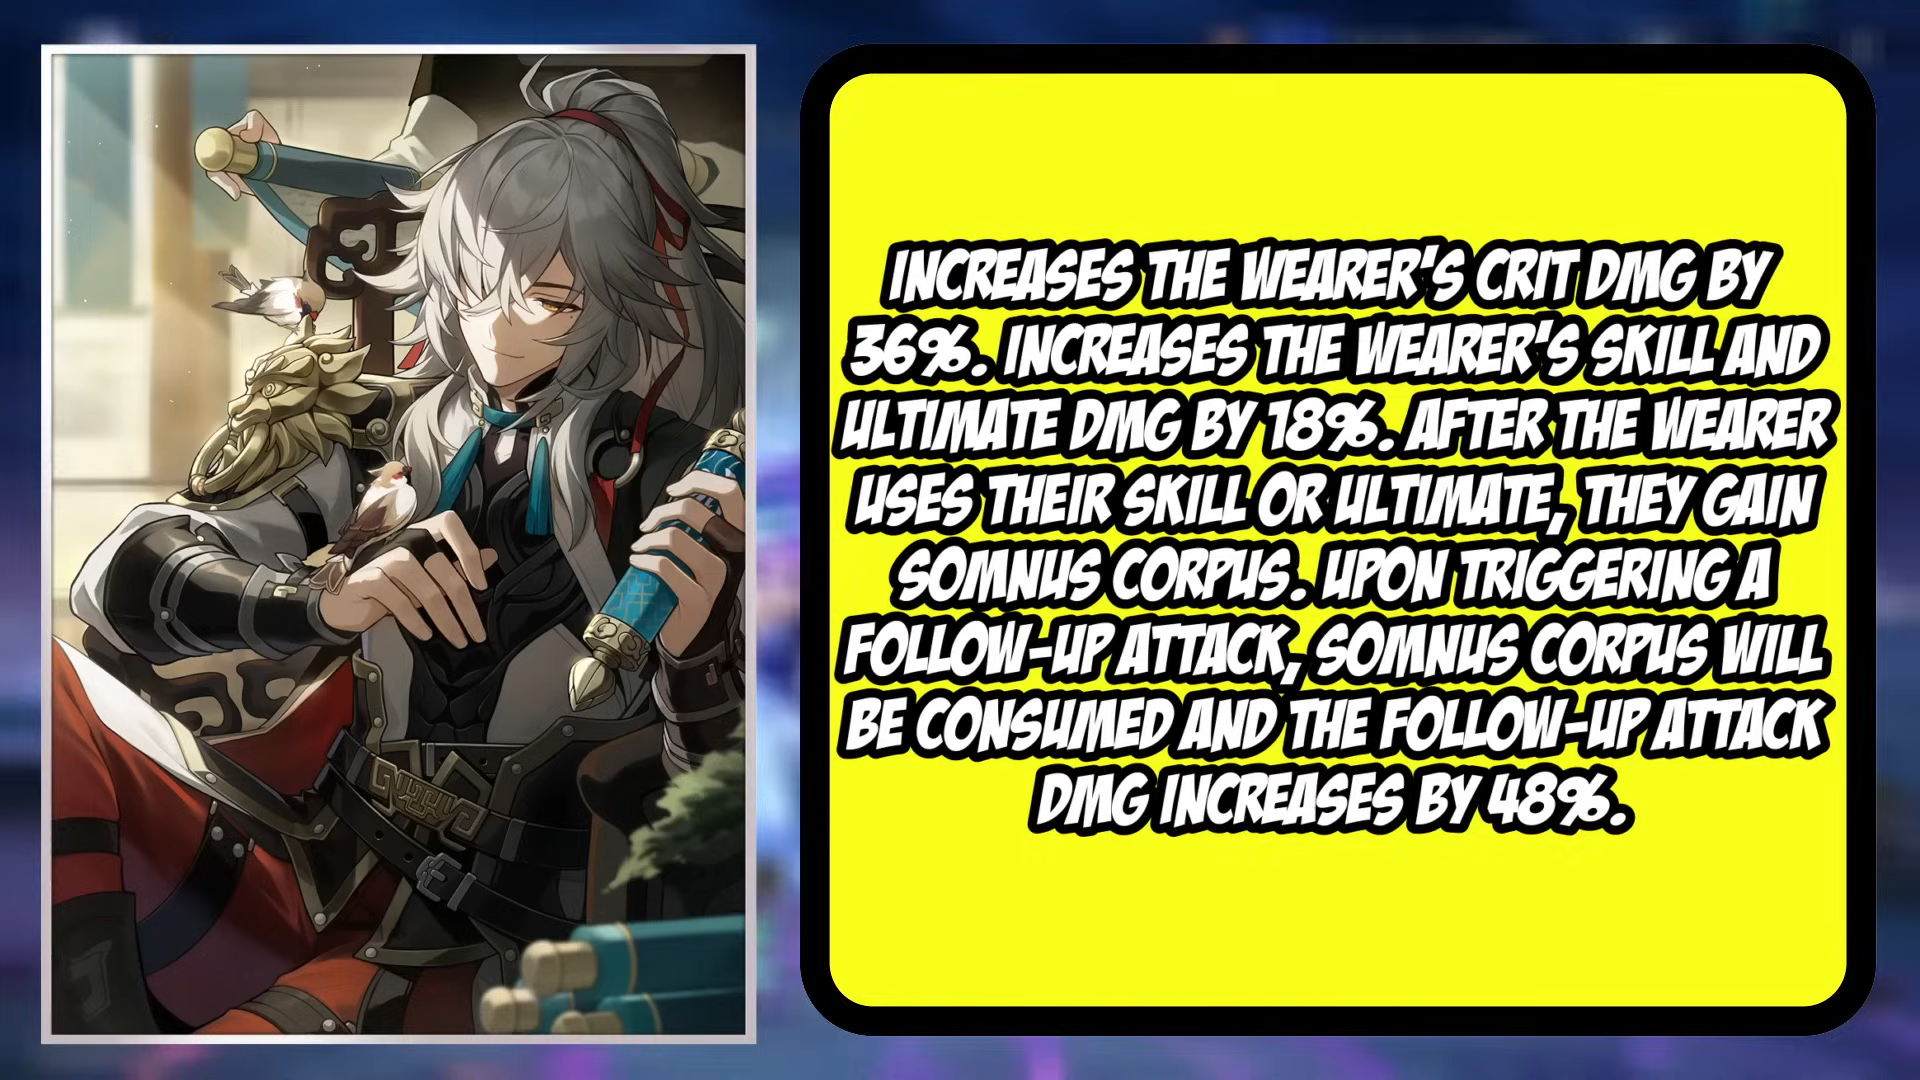 INCREASES THE WEARER'S CRIT DMG BY
36%. INCREASES THE WEARER'S SKILL AND
ULTIMATE DMG BY 18%. AFTER THE WEARER
USES THEIR SKILL OR ULTIMATE, THEY GAIN
SOMNUS CORPUS. UPON TRIGGERING A
FOLLOW-UP ATTACK, SOMNUS CORPUS WILL
BE CONSUMED AND THE FOLLOW-UP ATTACK
DMG INCREASES BY 48%.